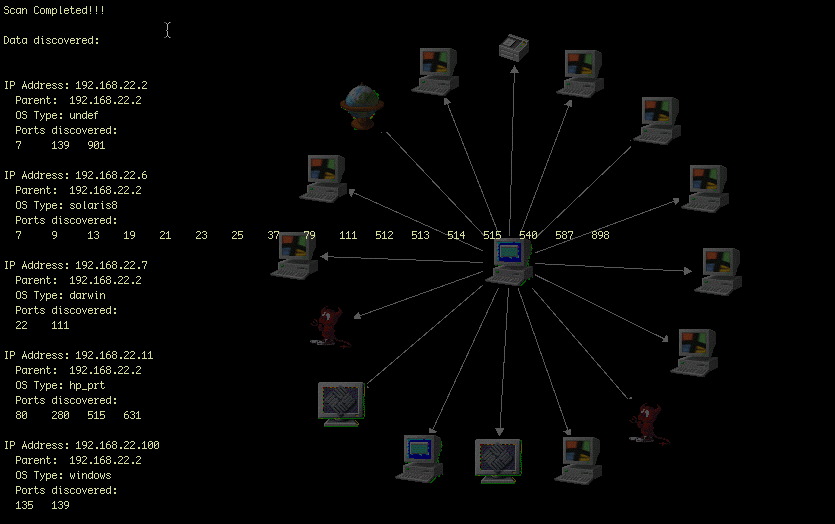 Scan Completed!!!
Data discovered:
IP Address: 192.168.22.2
Parent: 192.168.22.2
OS Type: undef
Ports discovered:
7 139 901
IP Address: 192.168.22.6
Parent: 192.168.22.2
OS Type: solaris8
Ports discovered:
7 9 13 19 21 23 25 37 79 111 512 513 514 515 540 587 898
IP Address: 192.168.22.7
Parent: 192.168.22.2
OS Type: darwin
Ports discovered:
22 111
IP Address: 192.168.22.11
Parent: 192.168.22.2
OS Type: hp_prt
Ports discovered:
80 280 515 631
IP Address: 192.168.22.100
Parent: 192.168.22.2
OS Type: windows
Ports discovered:
135 139